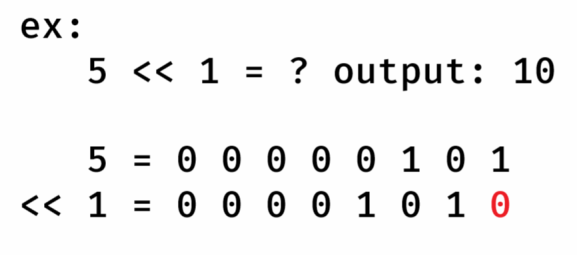 ex:
5 << 1 = ? output: 10
5 = 0 0 0 0 0 1 0 1
<< 1 = 0 0 0 0 1 0 1 0